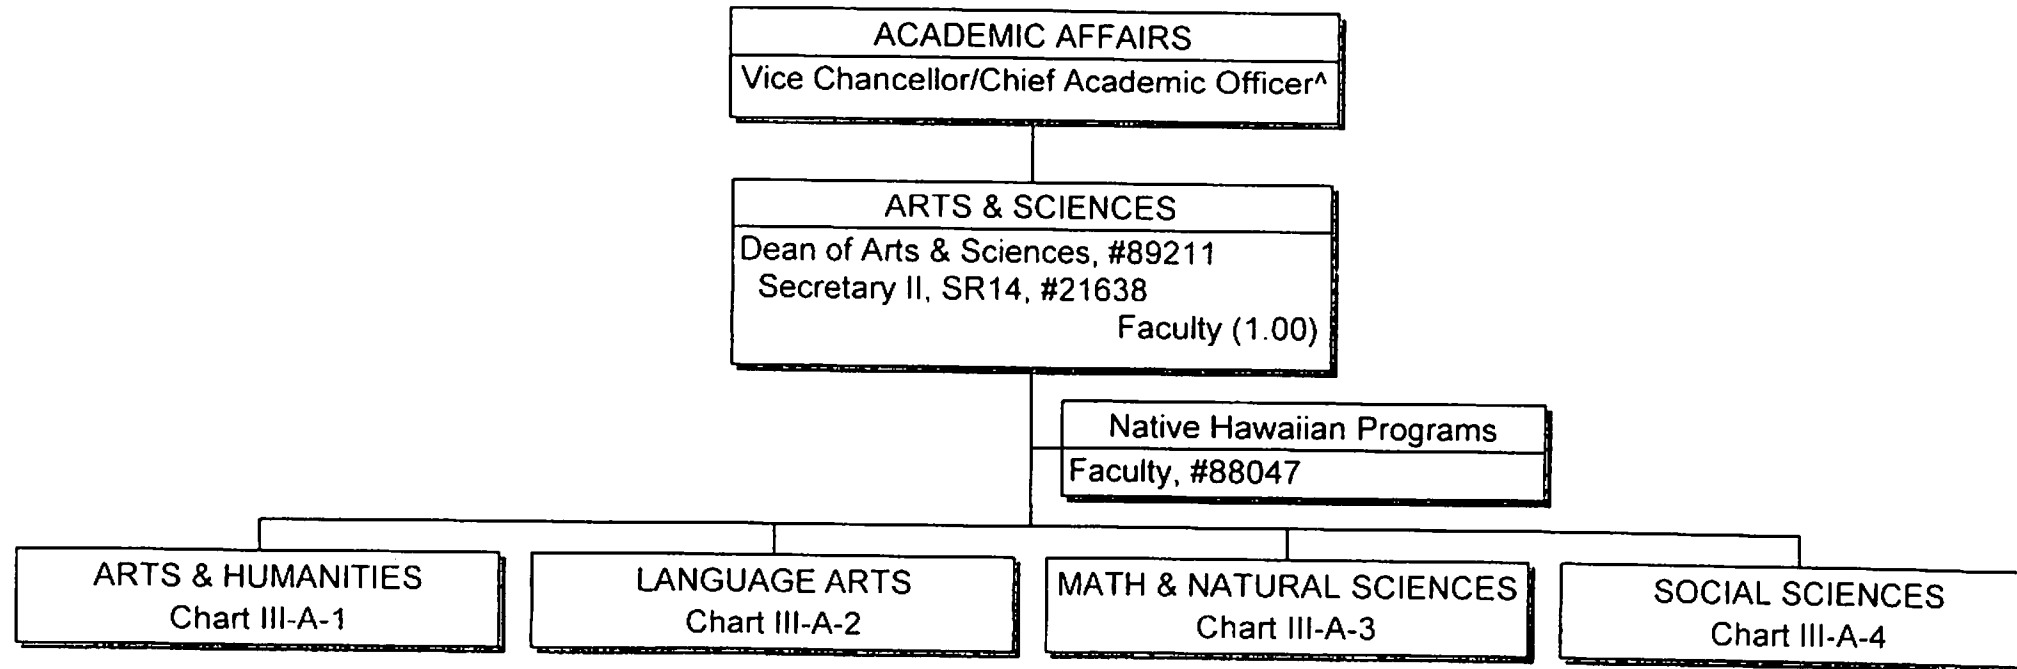 ACADEMIC AFFAIRS
Vice Chancellor/Chief Academic Officer^
ARTS & SCIENCES
Dean of Arts & Sciences, #89211
Secretary II, SR14, #21638
Faculty (1.00)
Native Hawaiian Programs
Faculty, #88047
ARTS & HUMANITIES
Chart III-A-1
LANGUAGE ARTS
Chart III-A-2
MATH & NATURAL SCIENCES
Chart III-A-3
SOCIAL SCIENCES
Chart III-A-4